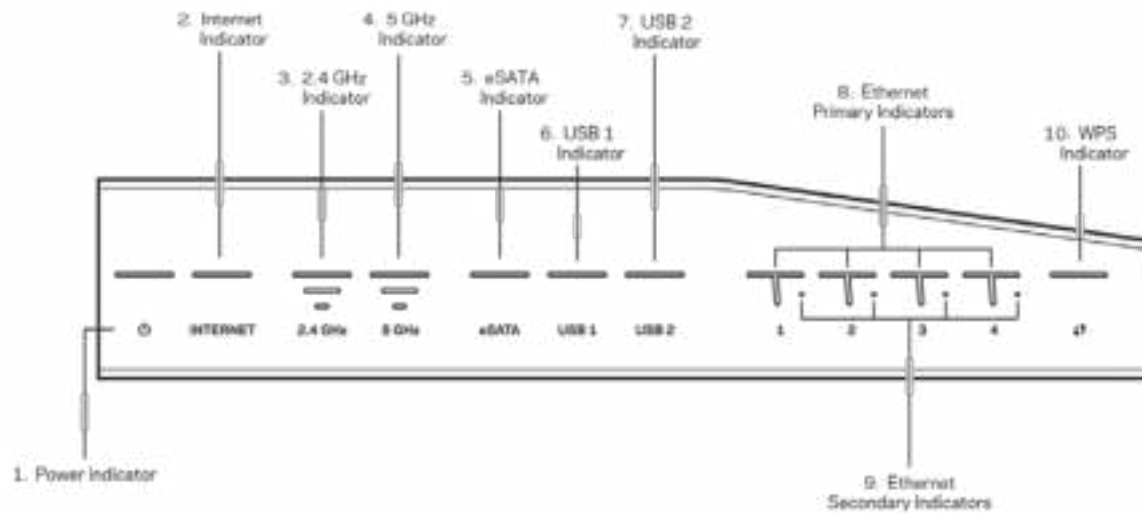 2. Internet
Indicator
4. 5 GHz
Indicator
7. USB 2
Indicator
3. 2.4 GHz
Indicator
5. eSATA
Indicator
6. USB 1
Indicator
8. Ethernet
Primary Indicators
10. WPS
Indicator
INTERNET 2.4 GHz 5 GHz eSATA USB 1 USB 2 1 2 3 4
1. Power indicator
9. Ethernet
Secondary Indicators